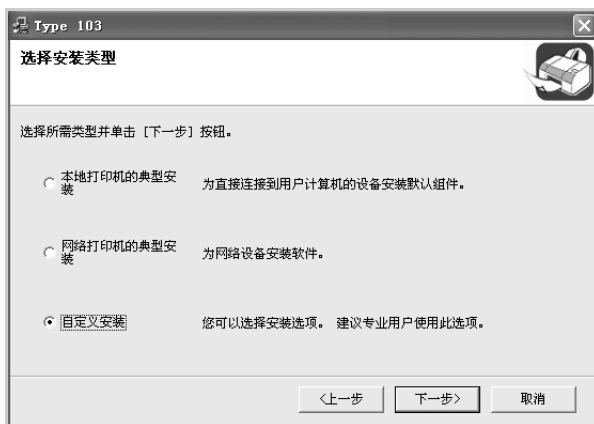 Type 103
选择安装类型
选择所需类型并单击 [下一步] 按钮。
本地打印机的典型安
装
为直接连接到用户计算机的设备安装默认组件。
网络打印机的典型安
装
为网络设备安装软件。
自定义安装
您可以选择安装选项。 建议专业用户使用此选项。
<上一步
下一步>
取消